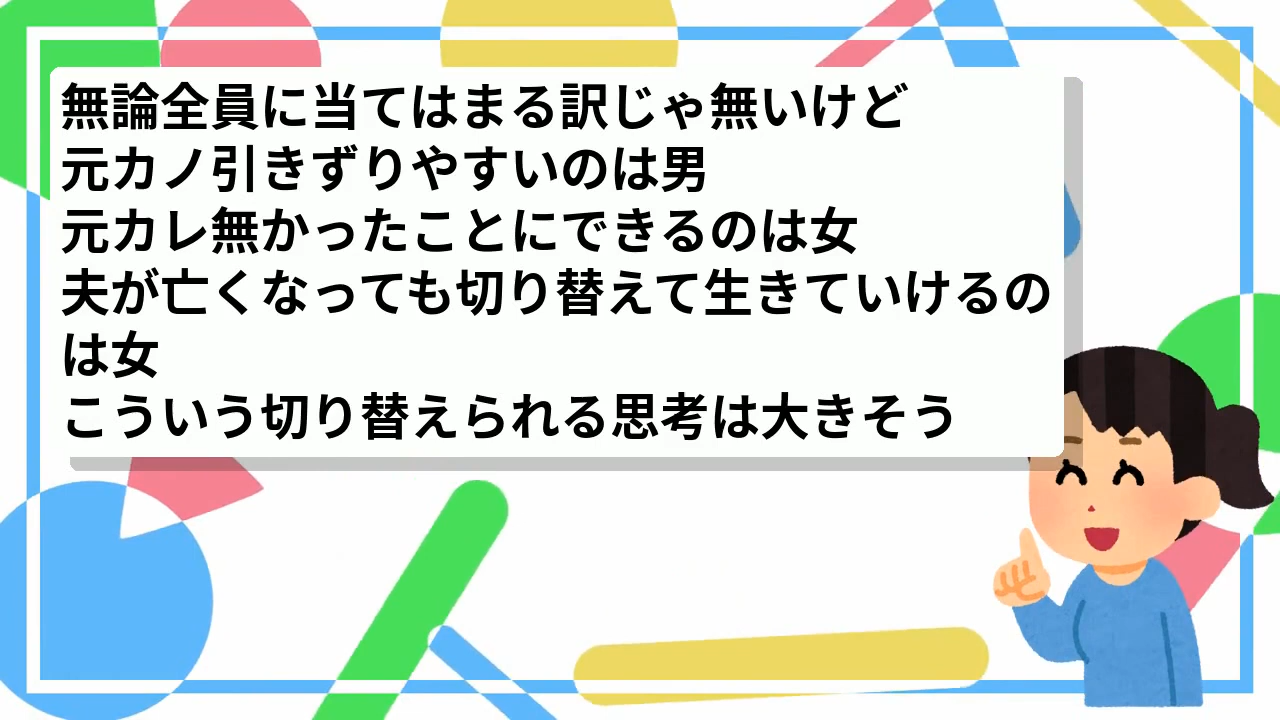 無論全員に当てはまる訳じゃ無いけど
元カノ引きずりやすいのは男
元カレ無かったことにできるのは女
夫が亡くなっても切り替えて生きていけるの
は女
こういう切り替えられる思考は大きそう